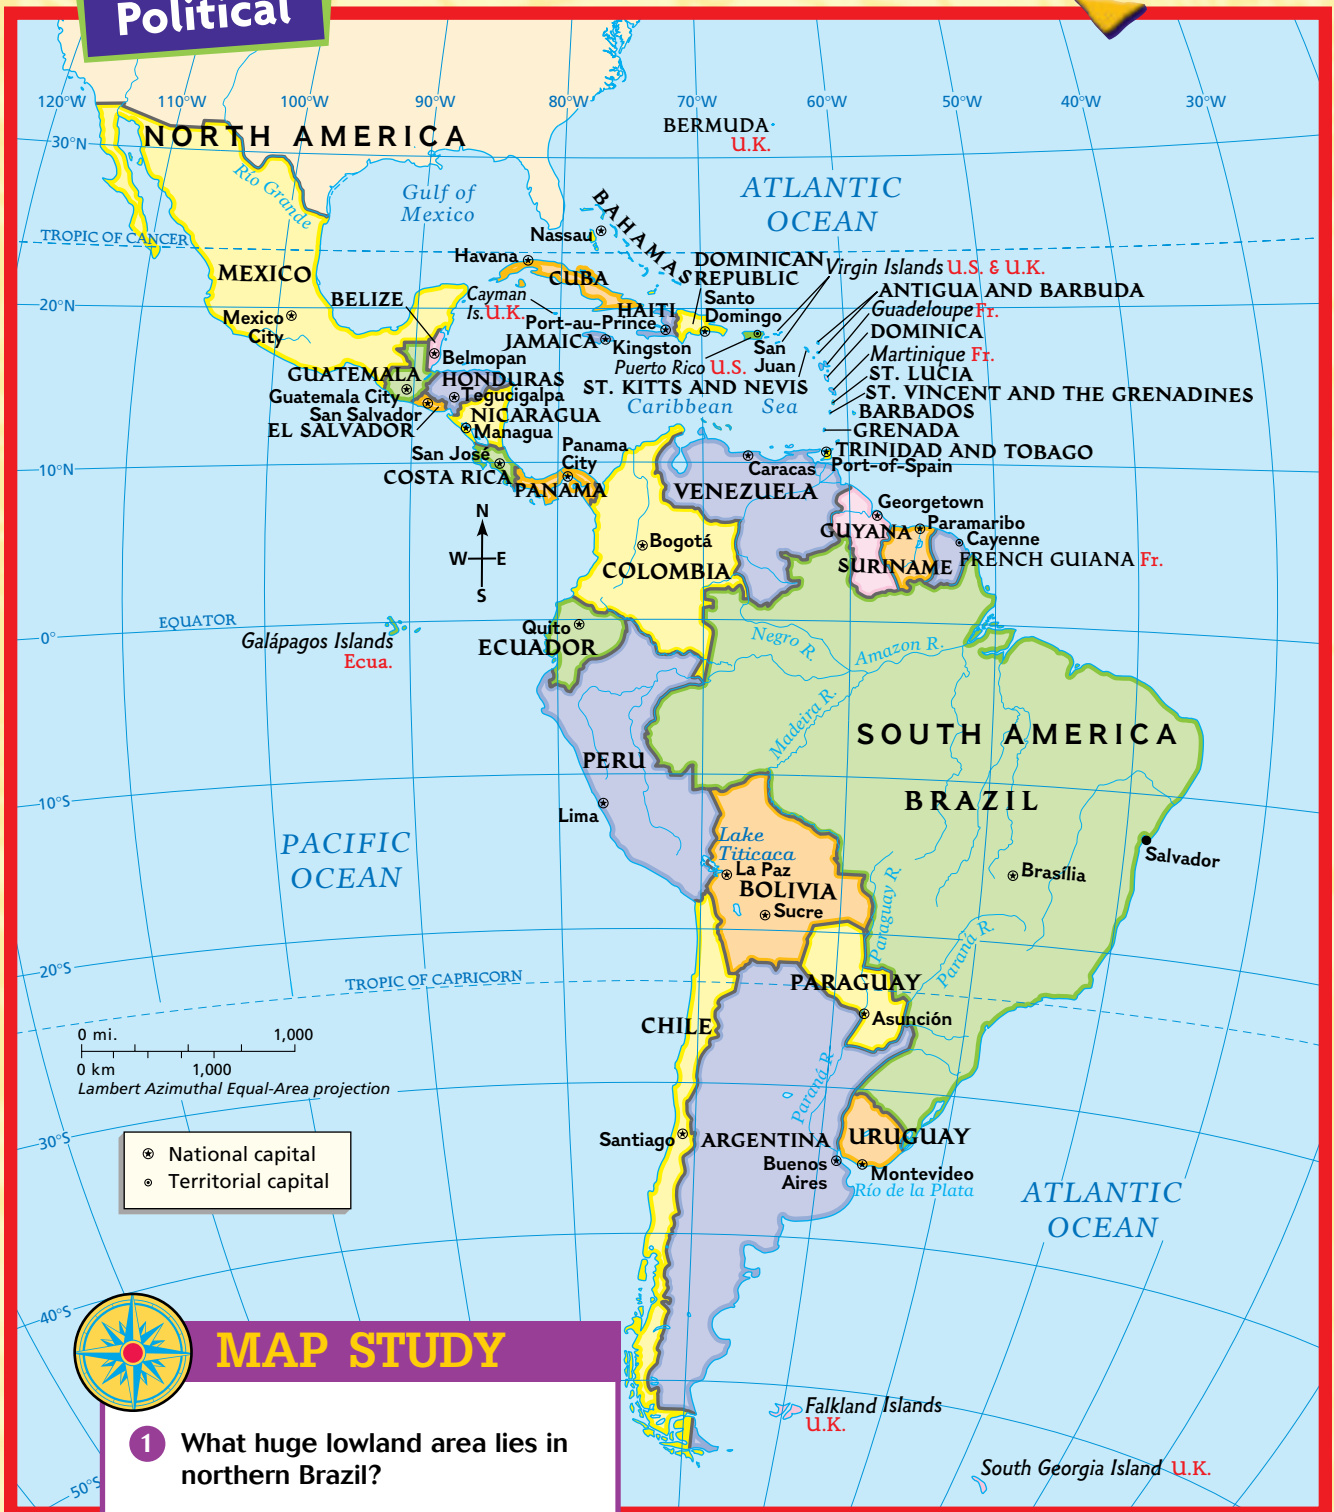 Political
120°W
110°W
100°W
90°W
80°W
70°W
60°W
50°W
40°W
30°W
30°N
NORTH AMERICA
BERMUDA
U.K.
Rio Grande
Gulf of
Mexico
ATLANTIC
OCEAN
TROPIC OF CANCER
BAHAMAS
Nassau
Havana
CUBA
MEXICO
DOMINICAN
REPUBLIC
Virgin Islands U.S. & U.K.
ANTIGUA AND BARBUDA
Guadeloupe Fr.
DOMINICA
Martinique Fr.
ST. LUCIA
ST. VINCENT AND THE GRENADINES
BARBADOS
GRENADA
TRINIDAD AND TOBAGO
Port-of-Spain
20°N
Mexico
City
BELIZE
Cayman
Is. U.K.
HAITI
Santo
Domingo
Port-au-Prince
JAMAICA
Kingston
San
Juan
Puerto Rico U.S.
ST. KITTS AND NEVIS
Caribbean Sea
Belmopan
GUATEMALA
HONDURAS
Guatemala City
Tegucigalpa
San Salvador
NICARAGUA
EL SALVADOR
Managua
San José
Panama
City
COSTA RICA
PANAMA
10°N
Caracas
VENEZUELA
Georgetown
GUYANA
Paramaribo
Cayenne
SURINAME
FRENCH GUIANA Fr.
N
W
E
S
Bogotá
COLOMBIA
EQUATOR
0°
Galápagos Islands
Ecua.
Quito
ECUADOR
Negro R.
Amazon R.
Madeira R.
SOUTH AMERICA
PERU
BRAZIL
10°S
Lima
PACIFIC
OCEAN
Lake
Titicaca
La Paz
BOLIVIA
Sucre
Salvador
Brasília
Paraguay R.
Paraná R.
20°S
TROPIC OF CAPRICORN
PARAGUAY
Asunción
CHILE
0 mi.
1,000
0 km
1,000
Lambert Azimuthal Equal-Area projection
Paraná R.
30°S
National capital
Territorial capital
Santiago
ARGENTINA
URUGUAY
Buenos
Aires
Montevideo
Río de la Plata
ATLANTIC
OCEAN
40°S
MAP STUDY
Falkland Islands
U.K.
1 What huge lowland area lies in
northern Brazil?
South Georgia Island U.K.
50°S